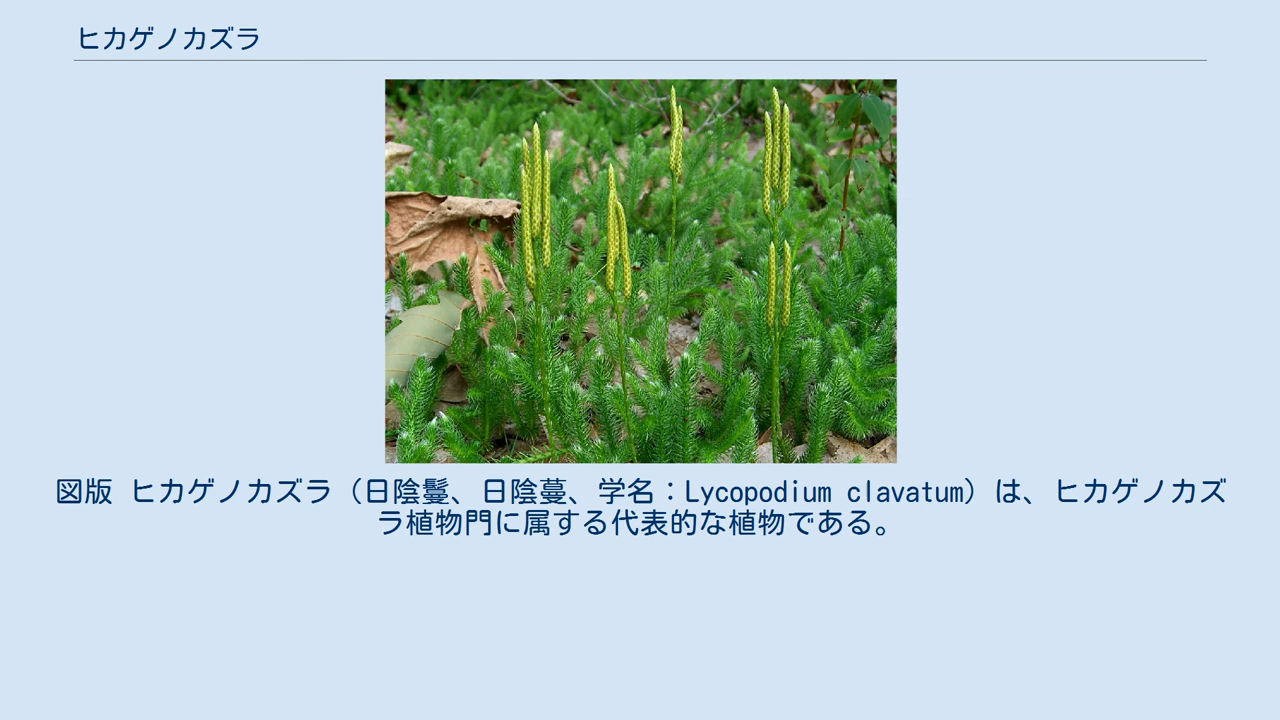 ヒカゲノカズラ
図版 ヒカゲノカズラ（日陰鬘、日陰蔓、学名：Lycopodium clavatum）は、ヒカゲノカズ
ラ植物門に属する代表的な植物である。